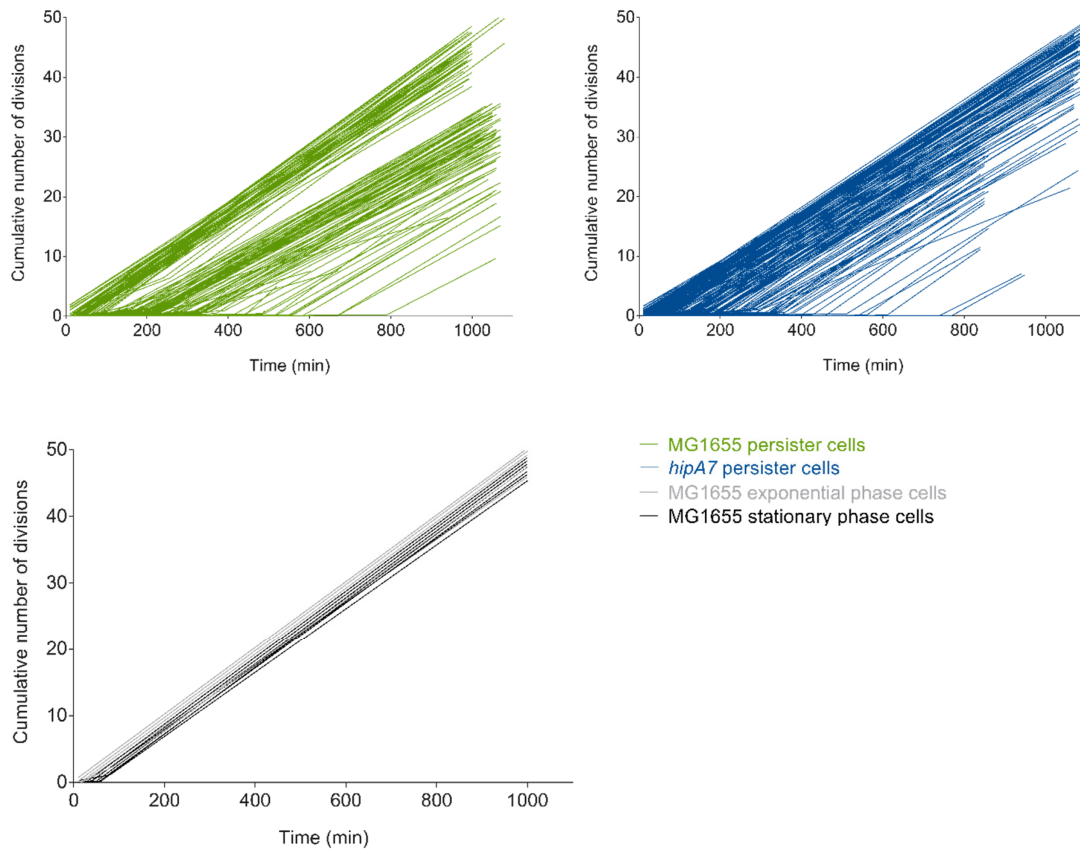 50
40
30
20
10
0
Cumulative number of divisions
0 200 400 600 800 1000
Time (min)
50
40
30
20
10
0
Cumulative number of divisions
0 200 400 600 800 1000
Time (min)
50
40
30
20
10
0
Cumulative number of divisions
0 200 400 600 800 1000
Time (min)
MG1655 persister cells
hipA7 persister cells
MG1655 exponential phase cells
MG1655 stationary phase cells